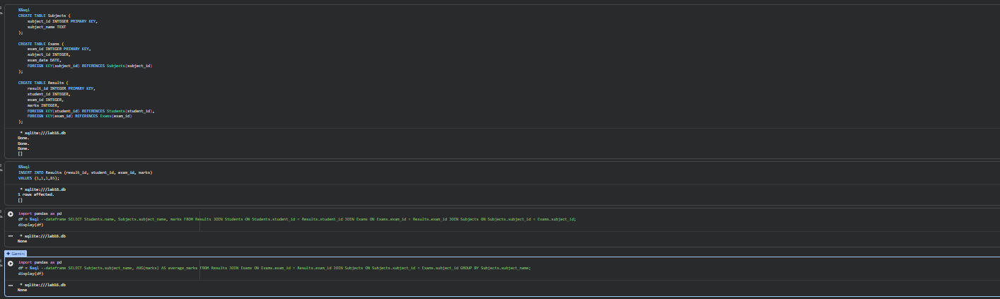 %%sql
CREATE TABLE Subjects (
    subject_id INTEGER PRIMARY KEY,
    subject_name TEXT
);
CREATE TABLE Exams (
    exam_id INTEGER PRIMARY KEY,
    subject_id INTEGER,
    exam_date DATE,
    FOREIGN KEY(subject_id) REFERENCES Subjects(subject_id)
);
CREATE TABLE Results (
    result_id INTEGER PRIMARY KEY,
    student_id INTEGER,
    exam_id INTEGER,
    marks INTEGER,
    FOREIGN KEY(student_id) REFERENCES Students(student_id),
    FOREIGN KEY(exam_id) REFERENCES Exams(exam_id)
);
* sqlite:///lab16.db
Done.
Done.
Done.
[]
%%sql
INSERT INTO Results (result_id, student_id, exam_id, marks)
VALUES (1,1,1,85);
* sqlite:///lab16.db
1 rows affected.
[]
import pandas as pd
df = %sql --dataframe SELECT Students.name, Subjects.subject_name, marks FROM Results JOIN Students ON Students.student_id = Results.student_id JOIN Exams ON Exams.exam_id = Results.exam_id JOIN Subjects ON Subjects.subject_id = Exams.subject_id;
display(df)
* sqlite:///lab16.db
None
Gemini
import pandas as pd
df = %sql --dataframe SELECT Subjects.subject_name, AVG(marks) AS average_marks FROM Results JOIN Exams ON Exams.exam_id = Results.exam_id JOIN Subjects ON Subjects.subject_id = Exams.subject_id GROUP BY Subjects.subject_name;
display(df)
* sqlite:///lab16.db
None